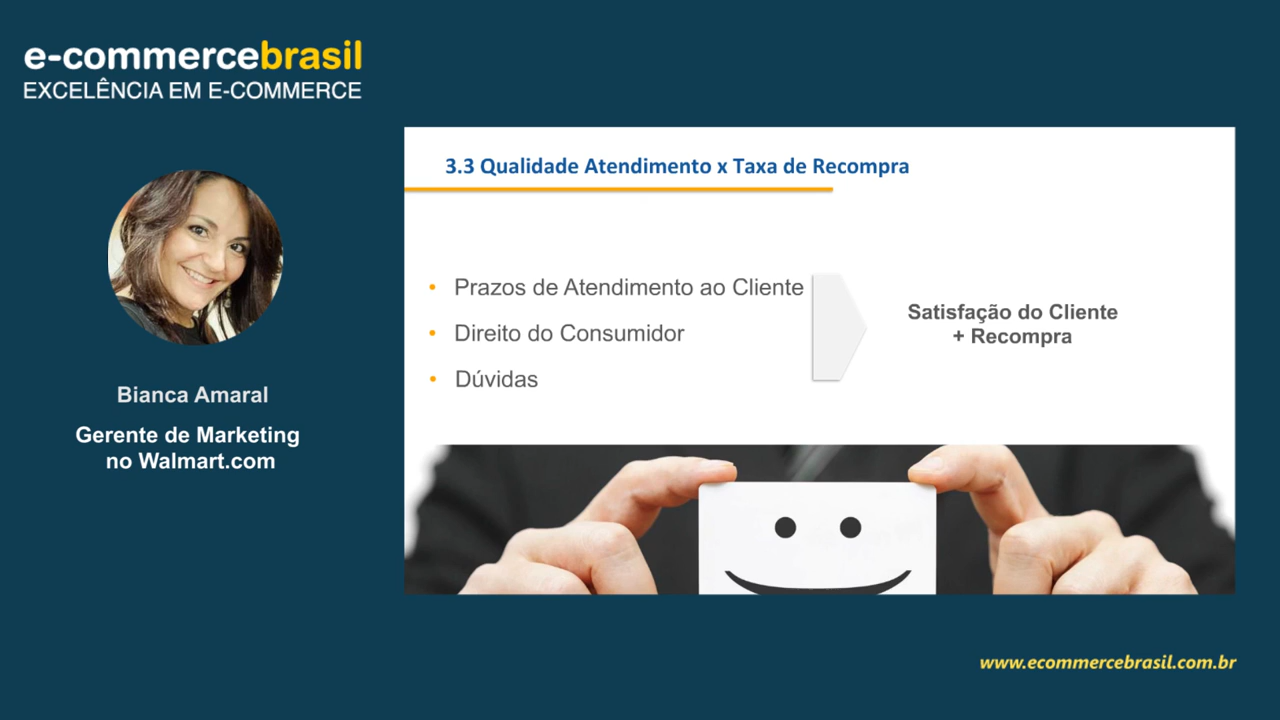 e-commercebrasil
EXCELÊNCIA EM E-COMMERCE
3.3 Qualidade Atendimento x Taxa de Recompra
• Prazos de Atendimento ao Cliente
• Direito do Consumidor
• Dúvidas
Satisfação do Cliente
+ Recompra
Bianca Amaral
Gerente de Marketing
no Walmart.com
www.ecommercebrasil.com.br